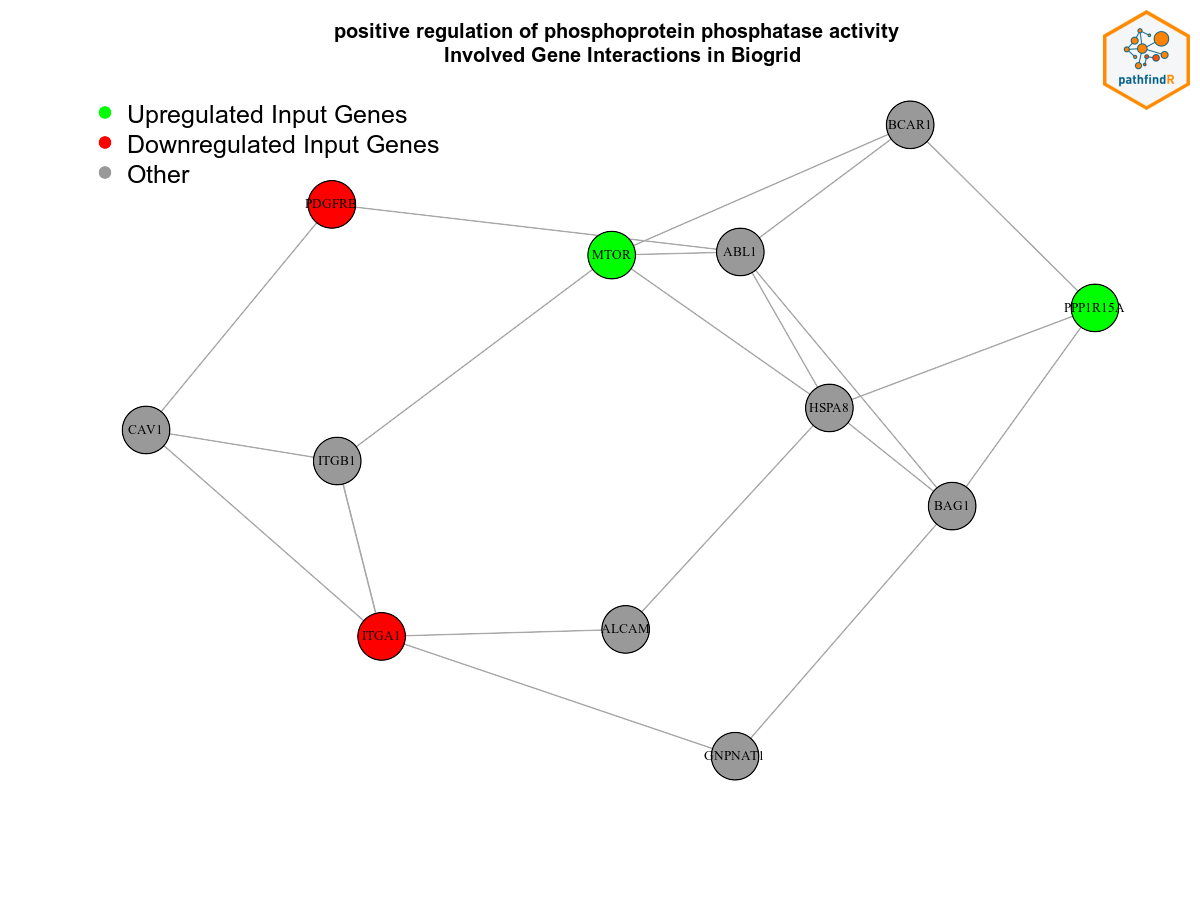 positive regulation of phosphoprotein phosphatase activity
Involved Gene Interactions in Biogrid
pathfindR
Upregulated Input Genes
Downregulated Input Genes
Other
BCAR1
PDGFRB
MTOR
ABL1
PPP1R15A
HSPA8
CAV1
ITGB1
BAG1
ITGA1
ALCAM
GNPNAT1